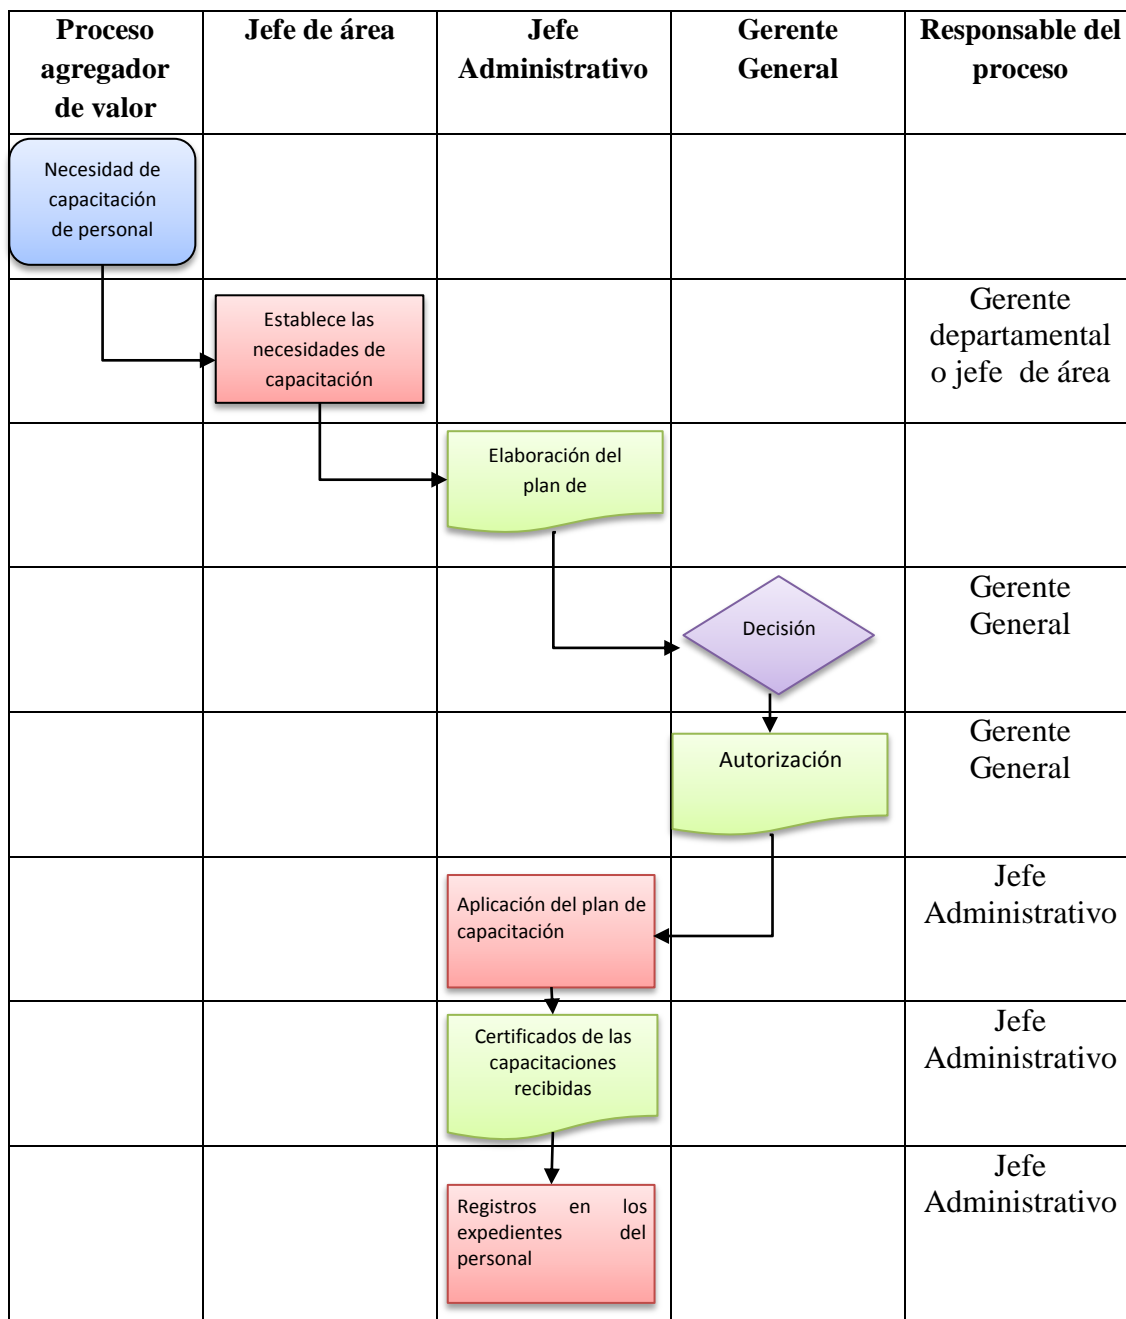 Proceso
agregador
de valor
Jefe de área
Jefe
Administrativo
Gerente
General
Responsable del
proceso
Necesidad de
capacitación
de personal
Establece las
necesidades de
capacitación
Gerente
departamental
o jefe de área
Elaboración del
plan de
Decisión
Gerente
General
Autorización
Gerente
General
Aplicación del plan de
capacitación
Jefe
Administrativo
Certificados de las
capacitaciones
recibidas
Jefe
Administrativo
Registros en los
expedientes del
personal
Jefe
Administrativo